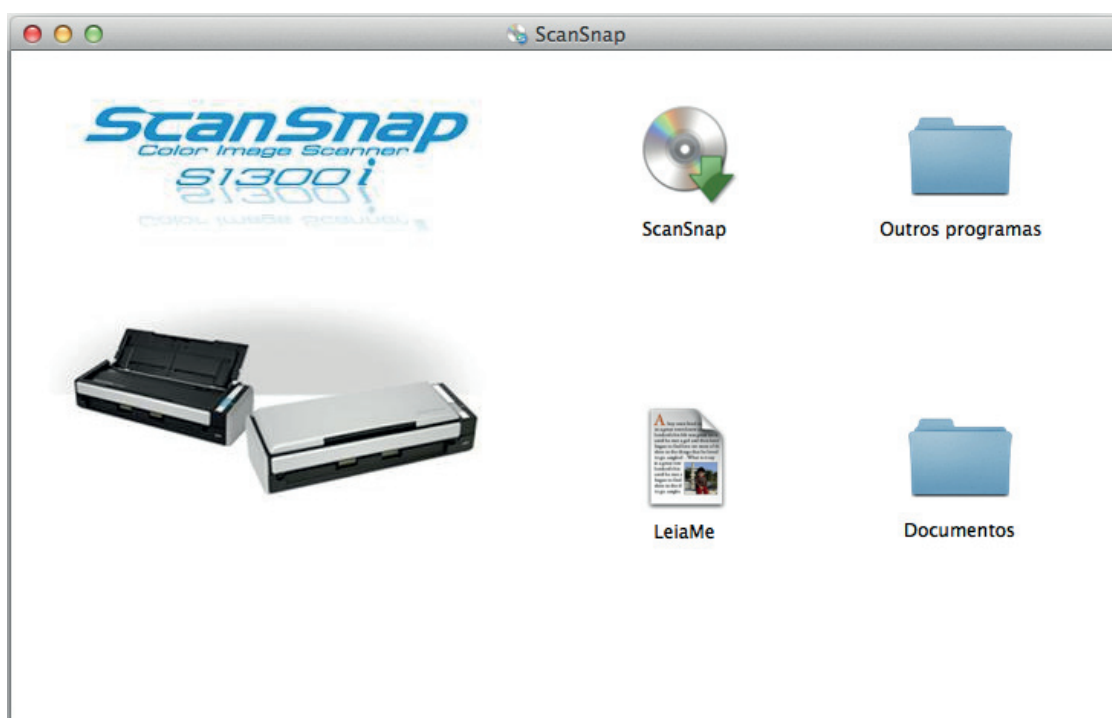 ScanSnap
ScanSnap
Color Image Scanner
S1300i
ScanSnap
Outros programas
LeiaMe
Documentos